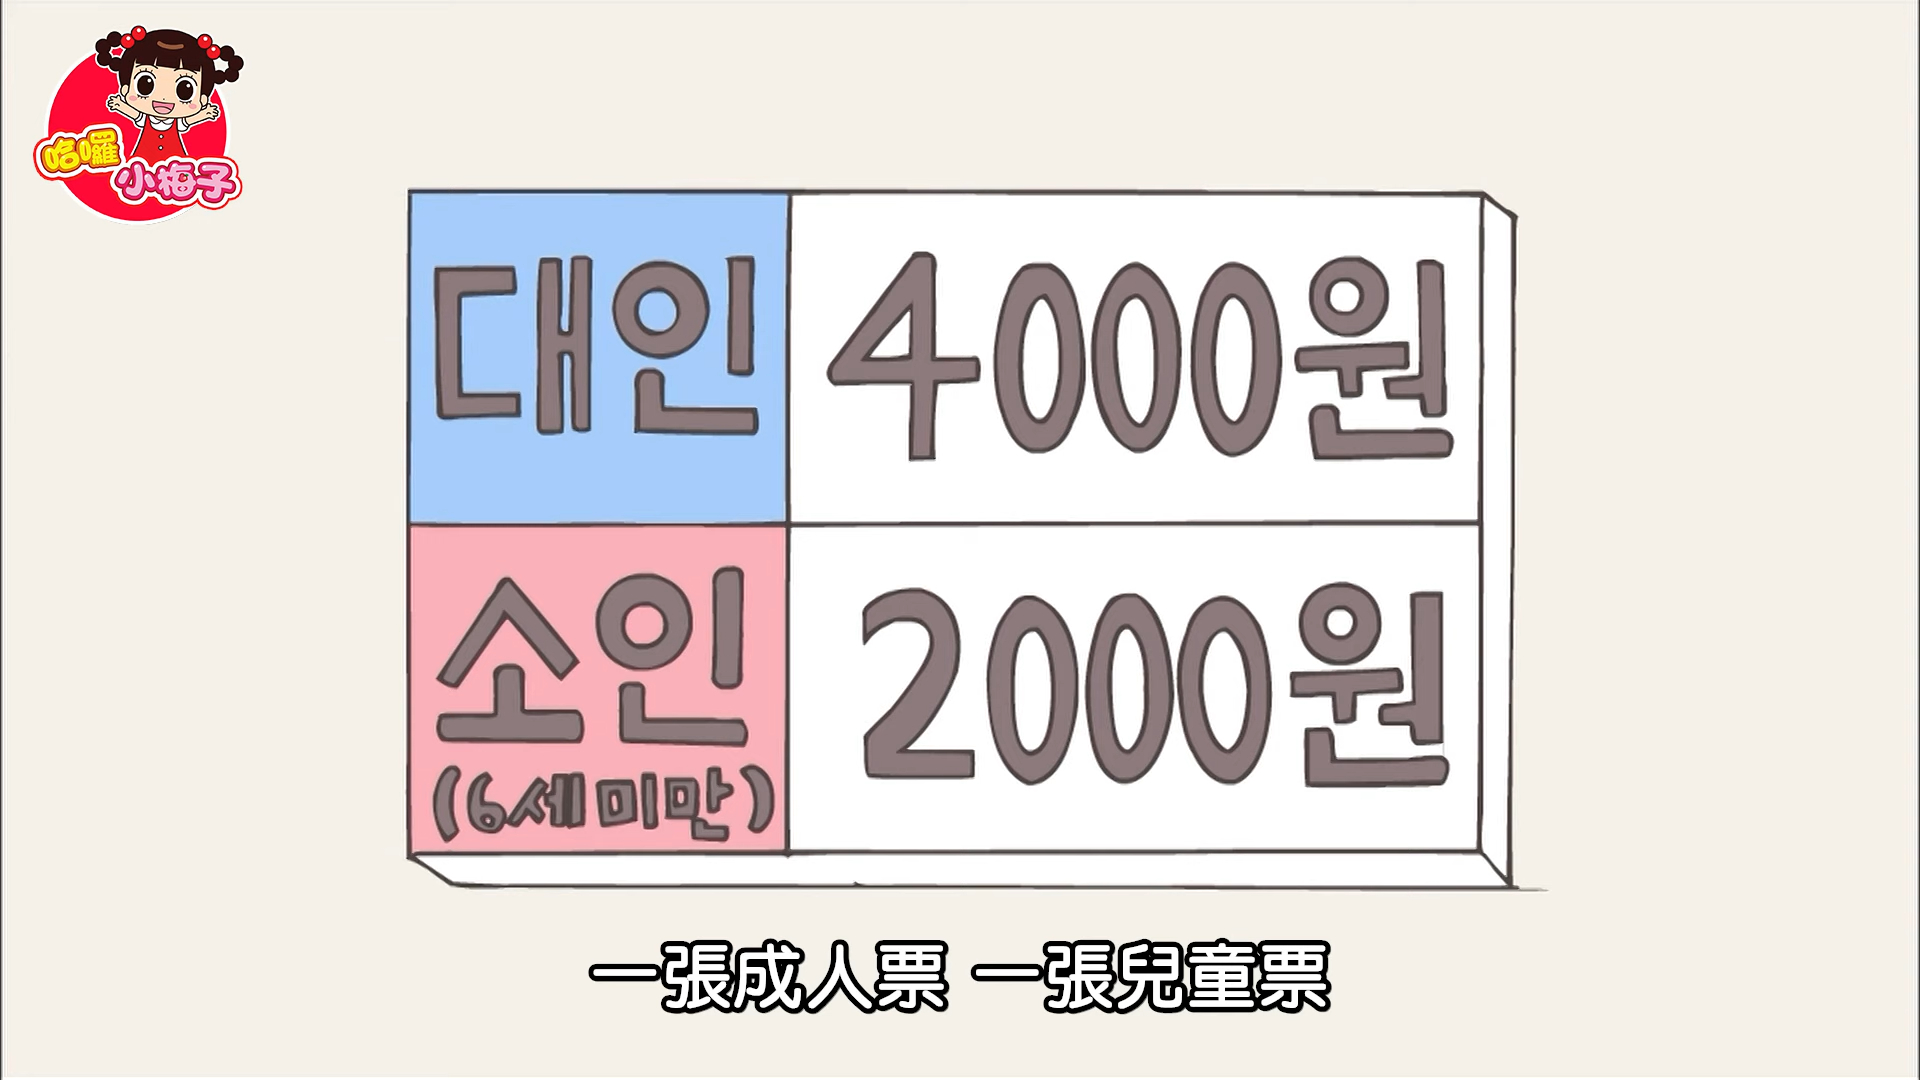 哈囉
小梅子
대인 4000원
소인 2000원
(6세미만)
一張成人票 一張兒童票